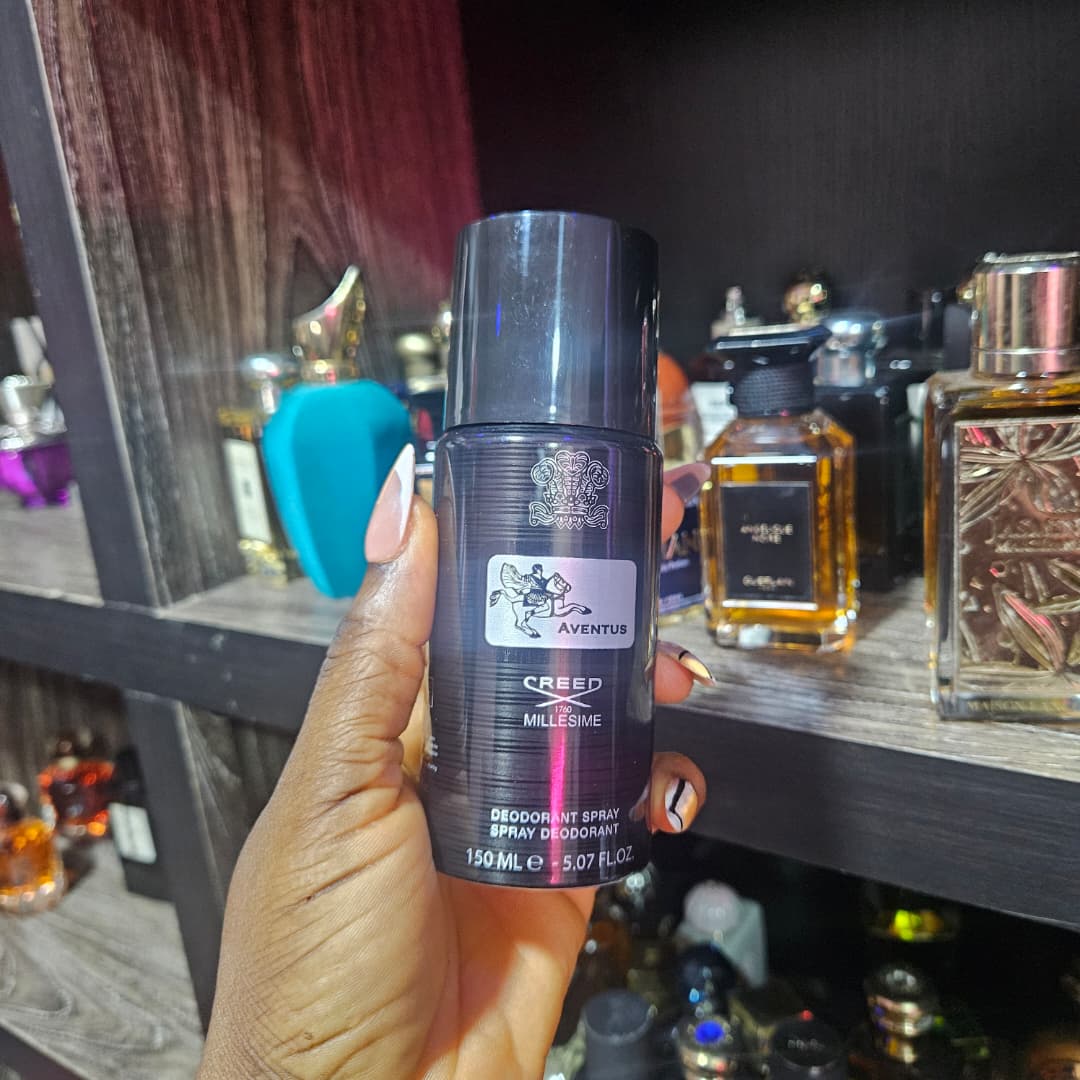 AVENTUS
CREED
1760
MILLESIME
DEODORANT SPRAY
SPRAY DEODORANT
150 ML e - 5.07 FL.OZ.
ANGÉLIQUE
NOIRE
GUERLAIN